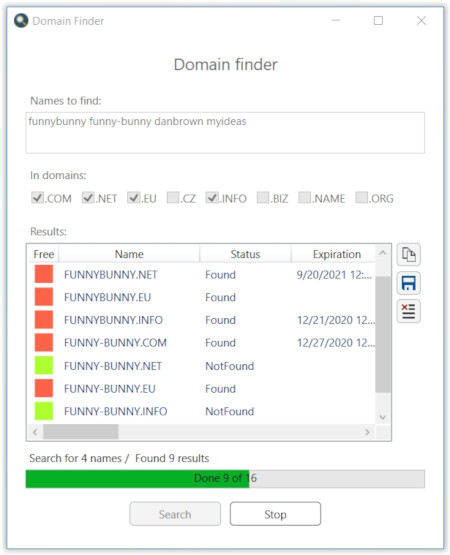 Domain Finder
Domain finder
Names to find:
funnybunny funny-bunny danbrown myideas
In domains:
.COM .NET .EU .CZ .INFO .BIZ .NAME .ORG
Results:
Free Name Status Expiration
FUNNYBUNNY.NET Found 9/20/2021 12:...
FUNNYBUNNY.EU Found
FUNNYBUNNY.INFO Found 12/21/2020 12...
FUNNY-BUNNY.COM Found 12/27/2020 12...
FUNNY-BUNNY.NET NotFound
FUNNY-BUNNY.EU Found
FUNNY-BUNNY.INFO NotFound
Search for 4 names / Found 9 results
Done 9 of 16
Search Stop